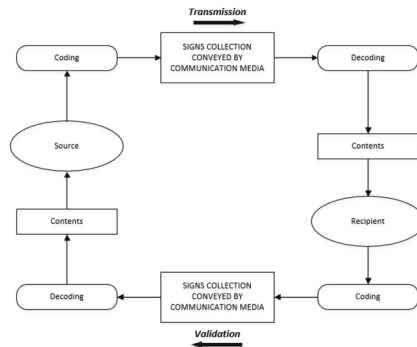 Transmission
Coding
SIGNS COLLECTION
CONVEYED BY
COMMUNICATION MEDIA
Decoding
Source
Contents
Contents
Recipient
Decoding
SIGNS COLLECTION
CONVEYED BY
COMMUNICATION MEDIA
Coding
Validation